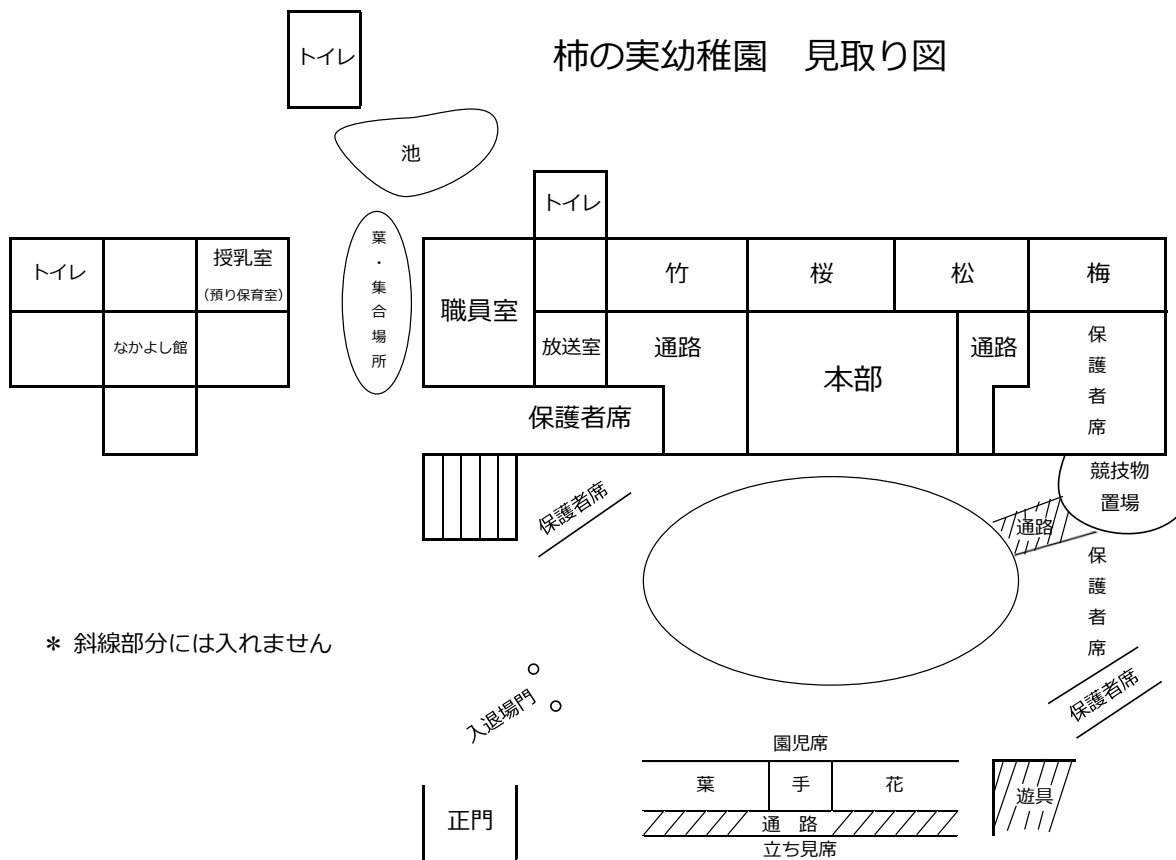 柿の実幼稚園　見取り図
トイレ
池
トイレ
葉・集合場所
トイレ
授乳室
(預り保育室)
なかよし館
職員室
竹
桜
松
梅
放送室
通路
本部
通路
保護者席
保護者席
競技物
置場
保護者席
通路
保護者席
＊ 斜線部分には入れません
保護者席
入退場門
園児席
葉
手
花
遊具
通　路
立ち見席
正門